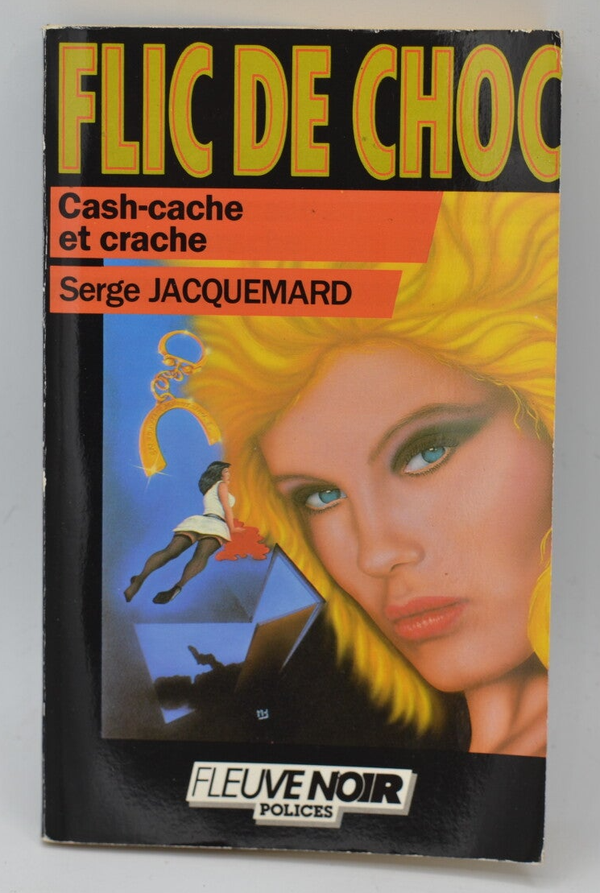 FLIC DE CHOC
Cash-cache
et crache
Serge JACQUEMARD
FLEUVE NOIR
POLICES